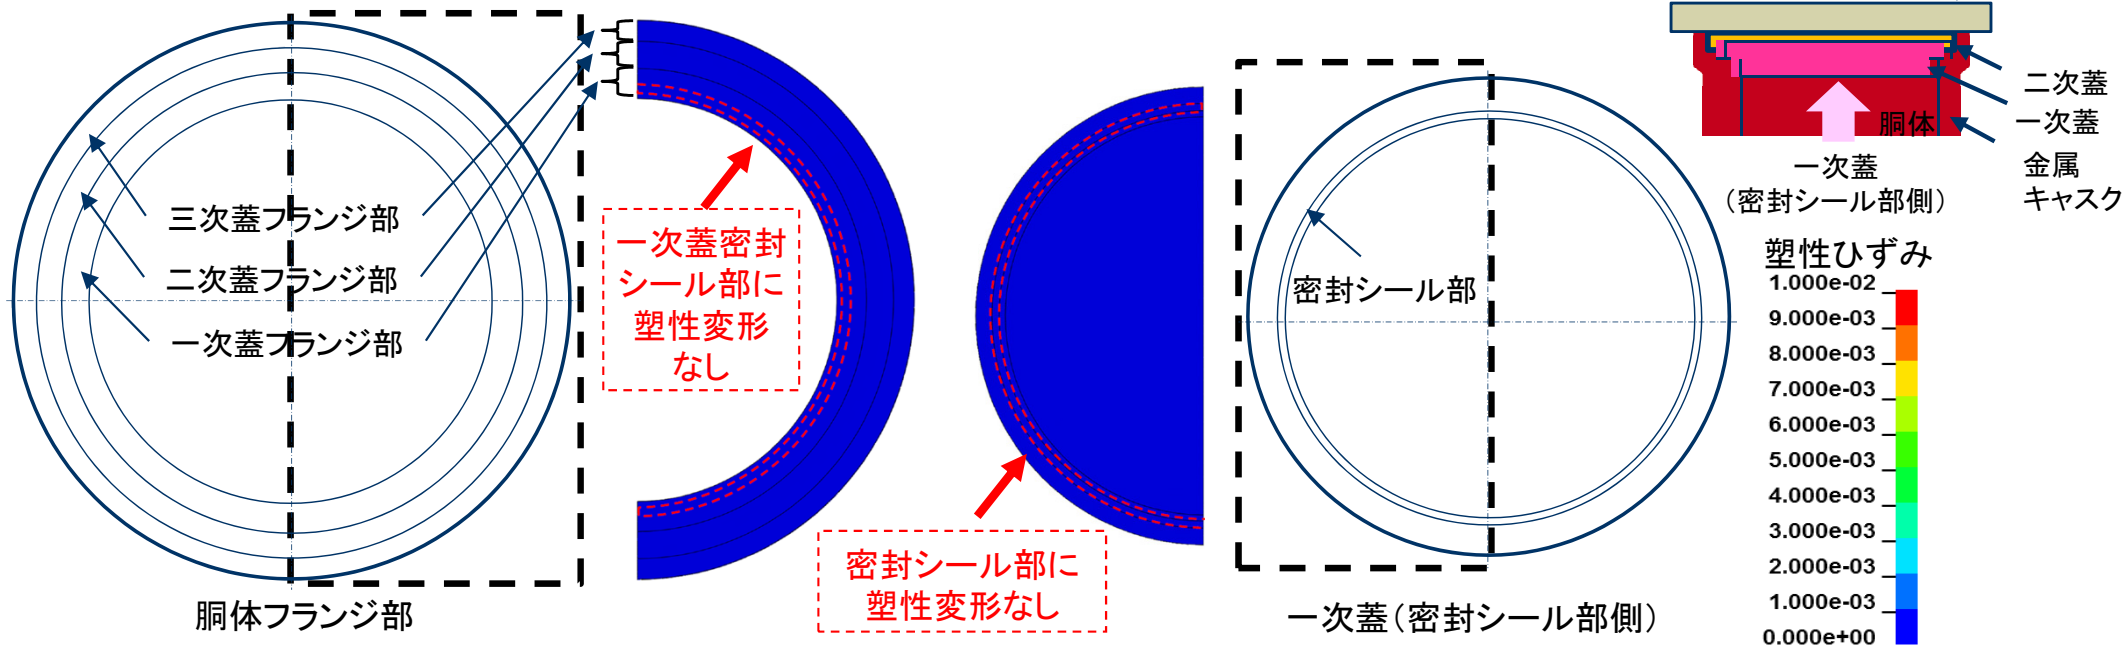 三次蓋フランジ部
二次蓋フランジ部
一次蓋フランジ部
胴体フランジ部
一次蓋密封
シール部に
塑性変形
なし
密封シール部に
塑性変形なし
密封シール部
一次蓋（密封シール部側）
二次蓋
一次蓋
胴体
金属
キャスク
一次蓋
（密封シール部側）
塑性ひずみ
1.000e-02
9.000e-03
8.000e-03
7.000e-03
6.000e-03
5.000e-03
4.000e-03
3.000e-03
2.000e-03
1.000e-03
0.000e+00